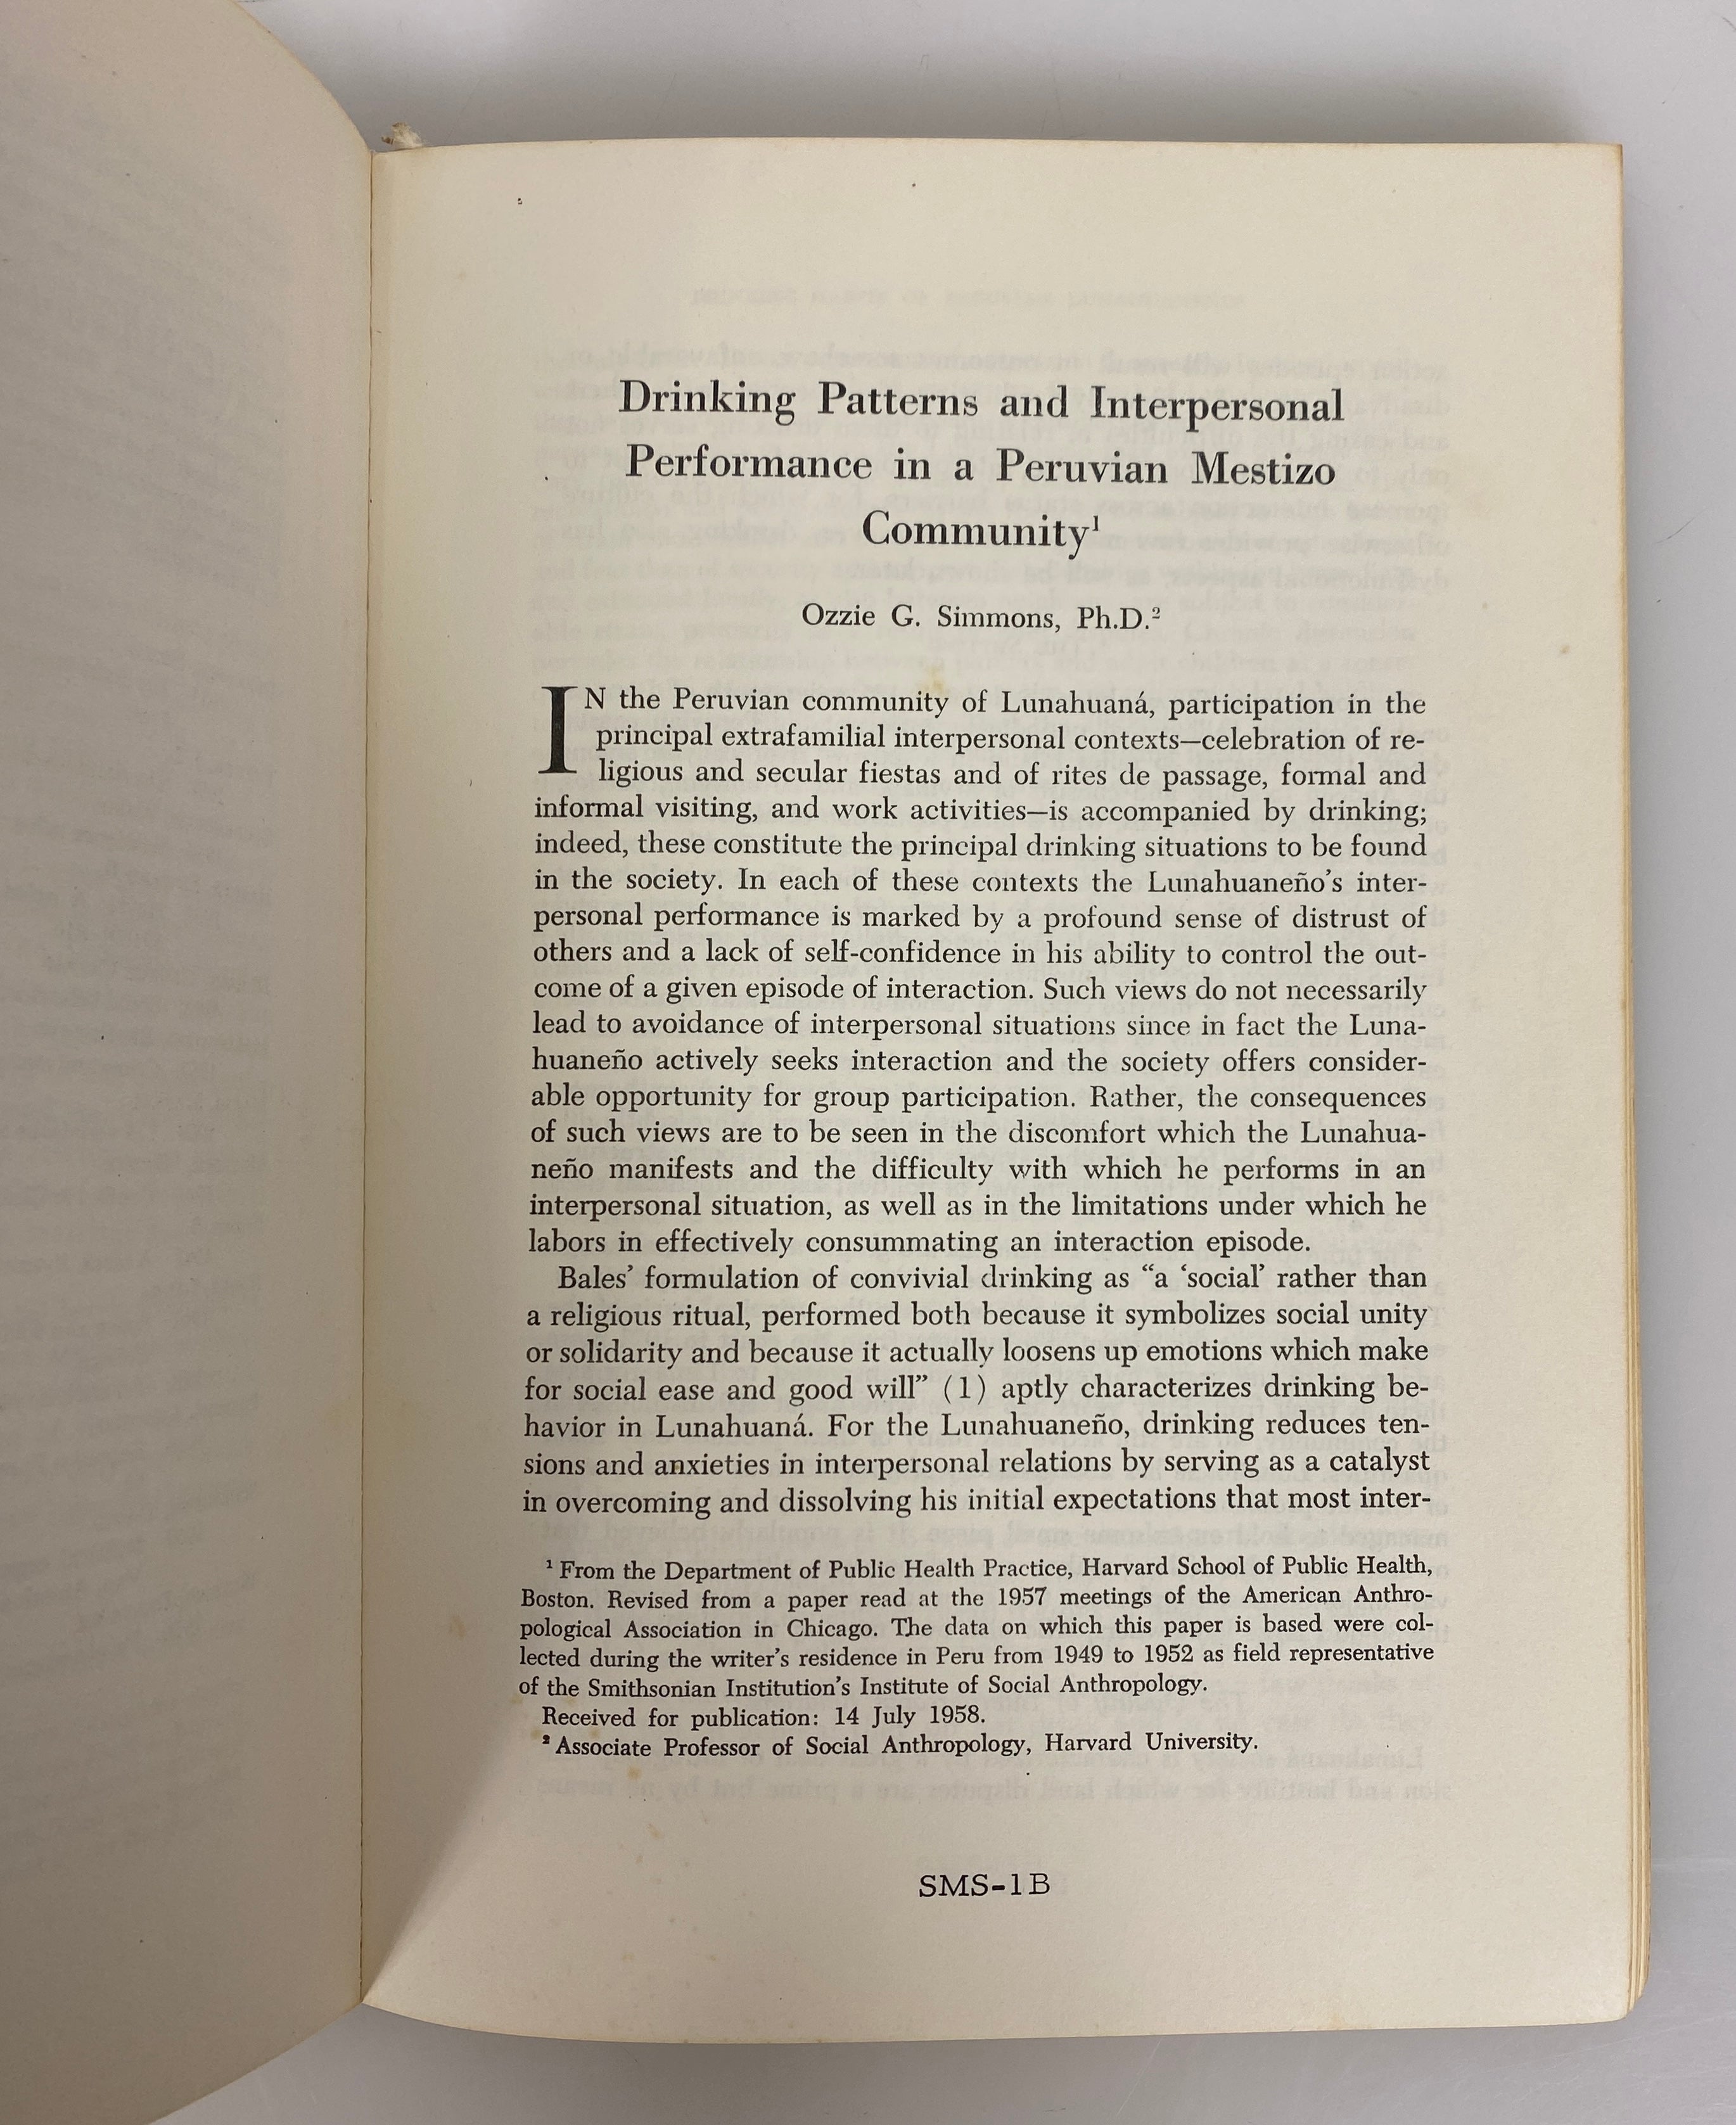 Drinking Patterns and Interpersonal
Performance in a Peruvian Mestizo
Community¹
Ozzie G. Simmons, Ph.D.²
IN the Peruvian community of Lunahuaná, participation in the
principal extrafamilial interpersonal contexts—celebration of re-
ligious and secular fiestas and of rites de passage, formal and
informal visiting, and work activities—is accompanied by drinking;
indeed, these constitute the principal drinking situations to be found
in the society. In each of these contexts the Lunahuaneño’s inter-
personal performance is marked by a profound sense of distrust of
others and a lack of self-confidence in his ability to control the out-
come of a given episode of interaction. Such views do not necessarily
lead to avoidance of interpersonal situations since in fact the Luna-
huaneño actively seeks interaction and the society offers consider-
able opportunity for group participation. Rather, the consequences
of such views are to be seen in the discomfort which the Lunahua-
neño manifests and the difficulty with which he performs in an
interpersonal situation, as well as in the limitations under which he
labors in effectively consummating an interaction episode.
Bales’ formulation of convivial drinking as “a ‘social’ rather than
a religious ritual, performed both because it symbolizes social unity
or solidarity and because it actually loosens up emotions which make
for social ease and good will” (1) aptly characterizes drinking be-
havior in Lunahuaná. For the Lunahuaneño, drinking reduces ten-
sions and anxieties in interpersonal relations by serving as a catalyst
in overcoming and dissolving his initial expectations that most inter-
¹ From the Department of Public Health Practice, Harvard School of Public Health,
Boston. Revised from a paper read at the 1957 meetings of the American Anthro-
pological Association in Chicago. The data on which this paper is based were col-
lected during the writer’s residence in Peru from 1949 to 1952 as field representative
of the Smithsonian Institution’s Institute of Social Anthropology.
Received for publication: 14 July 1958.
² Associate Professor of Social Anthropology, Harvard University.
SMS-1B